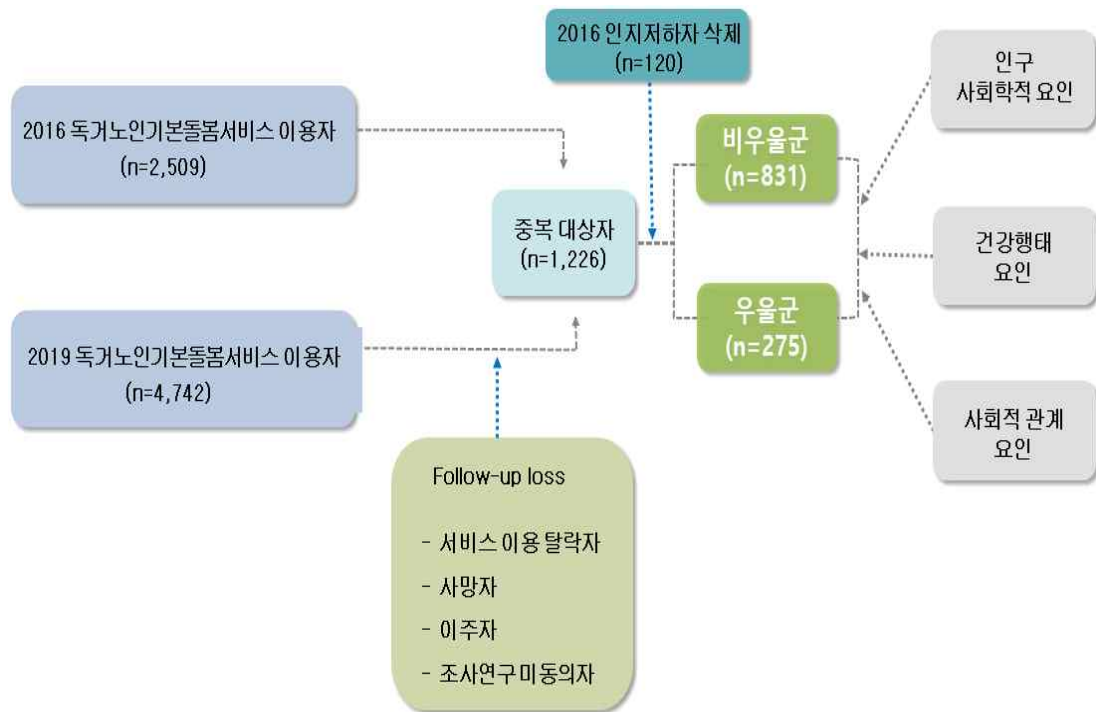 2016 인지저하자 삭제
(n=120)
2016 독거노인기본돌봄서비스 이용자
(n=2,509)
중복 대상자
(n=1,226)
2019 독거노인기본돌봄서비스 이용자
(n=4,742)
Follow-up loss
- 서비스 이용 탈락자
- 사망자
- 이주자
- 조사연구 미동의자
비우울군
(n=831)
우울군
(n=275)
인구
사회학적 요인
건강행태
요인
사회적 관계
요인